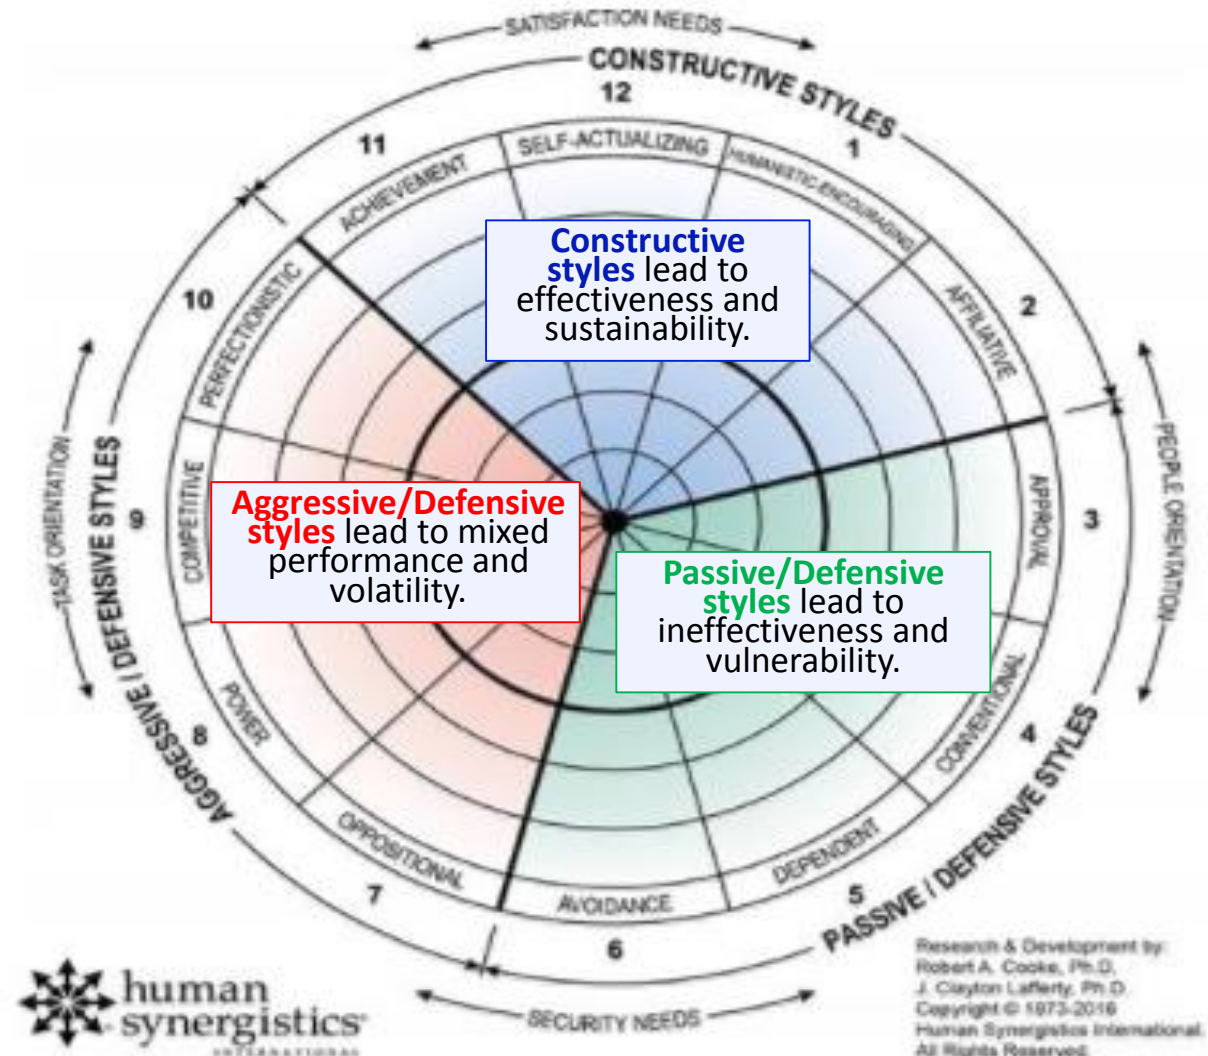 SATISFACTION NEEDS
CONSTRUCTIVE STYLES
12
11
1
SELF-ACTUALIZING
HUMANISTIC-ENCOURAGING
ACHIEVEMENT
10
2
PERFECTIONISTIC
AFFILIATIVE
Constructive
styles lead to
effectiveness and
sustainability.
TASK ORIENTATION
PEOPLE ORIENTATION
AGGRESSIVE / DEFENSIVE STYLES
9
COMPETITIVE
APPROVAL
3
Aggressive/Defensive
styles lead to mixed
performance and
volatility.
Passive/Defensive
styles lead to
ineffectiveness and
vulnerability.
8
POWER
CONVENTIONAL
4
OPPOSITIONAL
DEPENDENT
7
AVOIDANCE
5
6
PASSIVE / DEFENSIVE STYLES
SECURITY NEEDS
human
synergistics
INTERNATIONAL
Research & Development by:
Robert A. Cooke, Ph.D.
J. Clayton Lafferty, Ph.D.
Copyright © 1973-2016
Human Synergistics International.
All Rights Reserved.